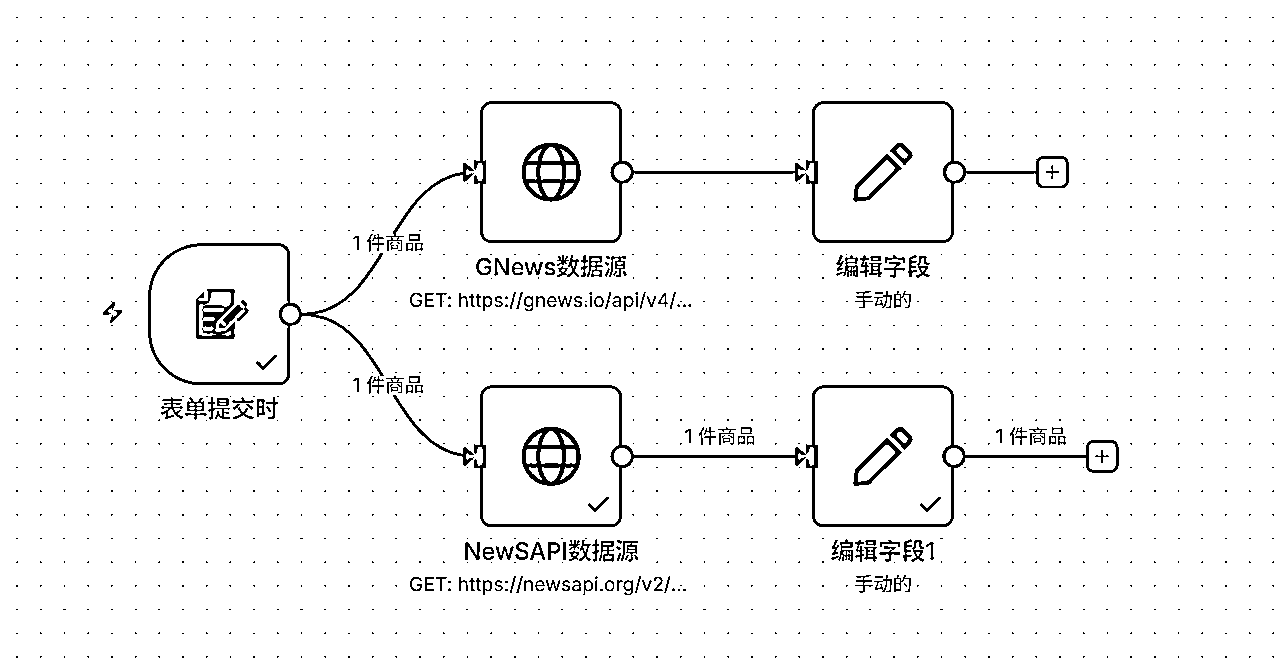 1 件商品
GNews数据源
GET: https://gnews.io/api/v4/...
编辑字段
手动的
表单提交时
1 件商品
NewSAPI数据源
GET: https://newsapi.org/v2/...
1 件商品
编辑字段1
手动的
1 件商品